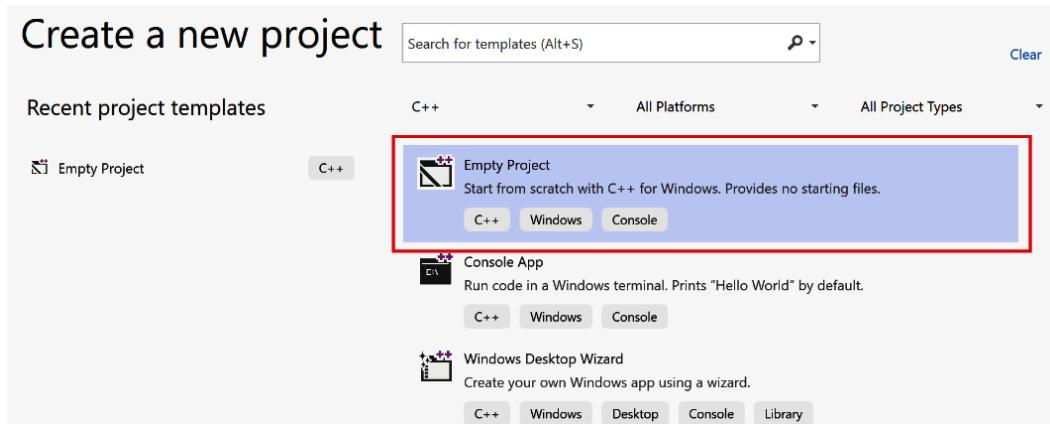 Create a new project
Search for templates (Alt+S)
Clear
Recent project templates
C++
All Platforms
All Project Types
Empty Project
C++
Empty Project
Start from scratch with C++ for Windows. Provides no starting files.
C++ Windows Console
Console App
Run code in a Windows terminal. Prints "Hello World" by default.
C++ Windows Console
Windows Desktop Wizard
Create your own Windows app using a wizard.
C++ Windows Desktop Console Library